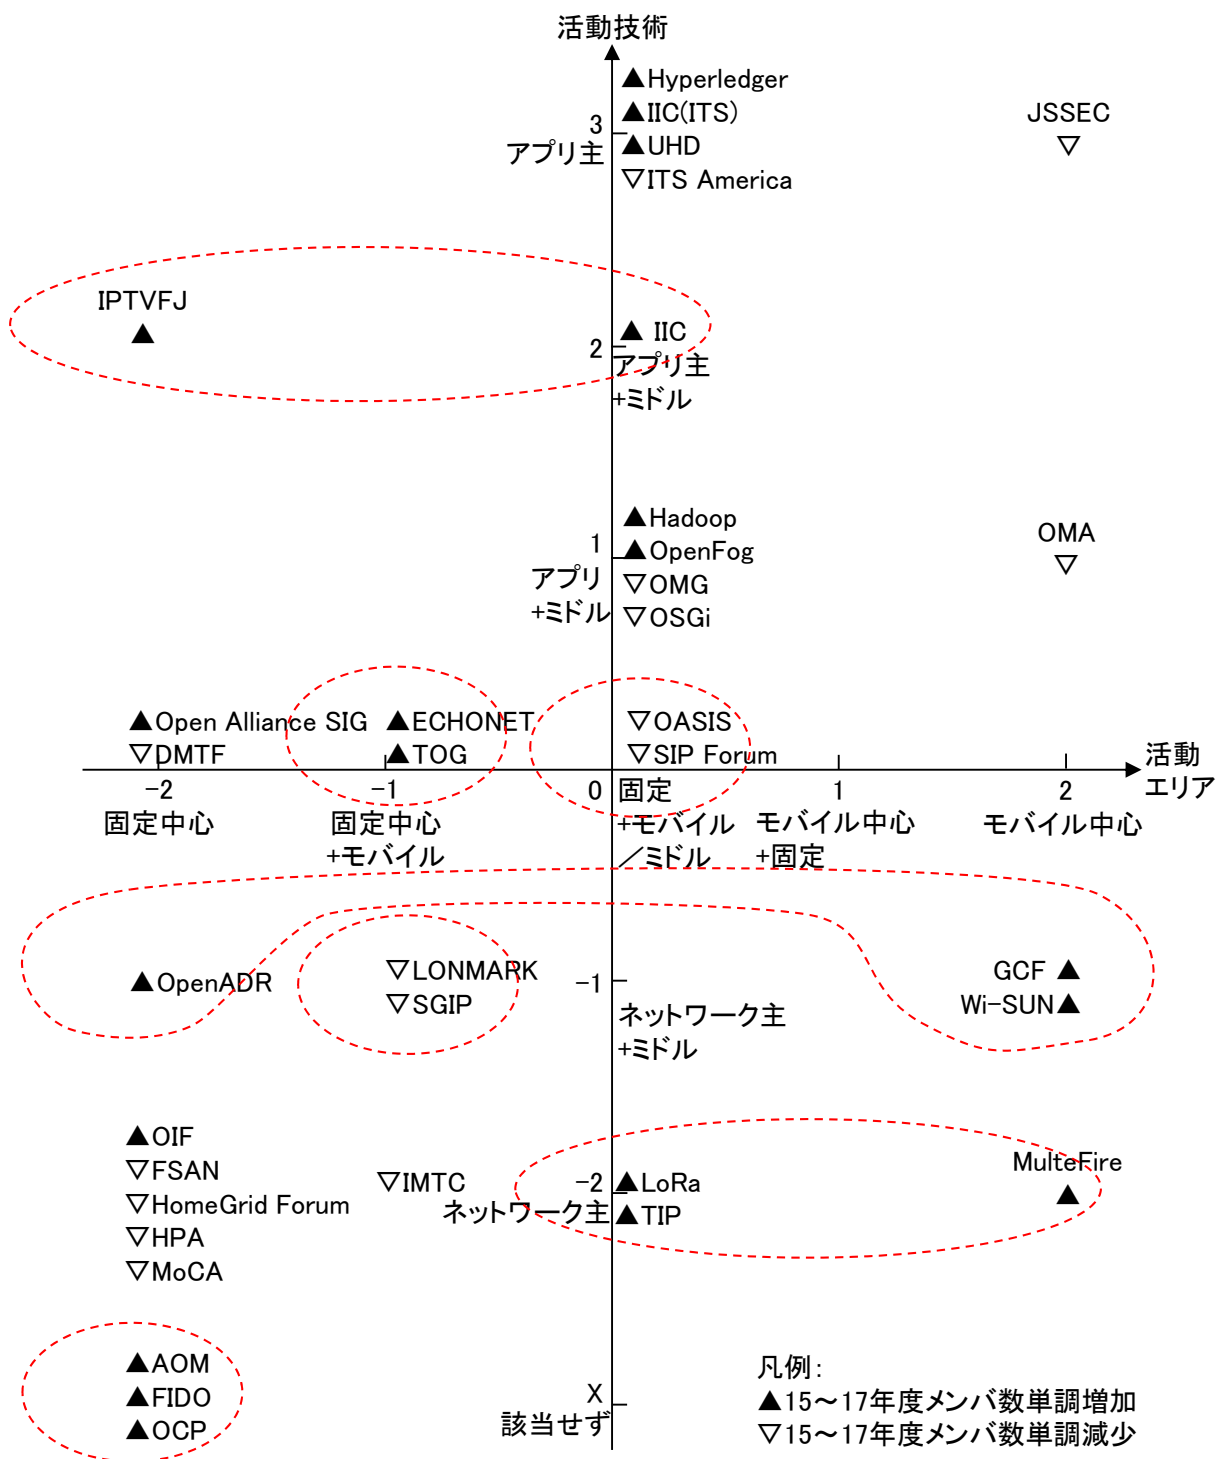 活動技術
▲Hyperledger
▲IIC(ITS)
▲UHD
▽ITS America
3
アプリ主
JSSEC
▽
IPTVFJ
▲
▲ IIC
2
アプリ主
+ミドル
▲Hadoop
▲OpenFog
▽OMG
▽OSGi
1
アプリ
+ミドル
OMA
▽
▲Open Alliance SIG
▽DMTF
▲ECHONET
▲TOG
▽OASIS
▽SIP Forum
活動
エリア
-2
固定中心
-1
固定中心
+モバイル
0
固定
+モバイル
/ミドル
1
モバイル中心
+固定
2
モバイル中心
▲OpenADR
▽LONMARK
▽SGIP
-1
ネットワーク主
+ミドル
GCF ▲
Wi-SUN▲
▲OIF
▽FSAN
▽HomeGrid Forum
▽HPA
▽MoCA
▽IMTC
-2
ネットワーク主
▲LoRa
▲TIP
MulteFire
▲
▲AOM
▲FIDO
▲OCP
X
該当せず
凡例:
▲15～17年度メンバ数単調増加
▽15～17年度メンバ数単調減少